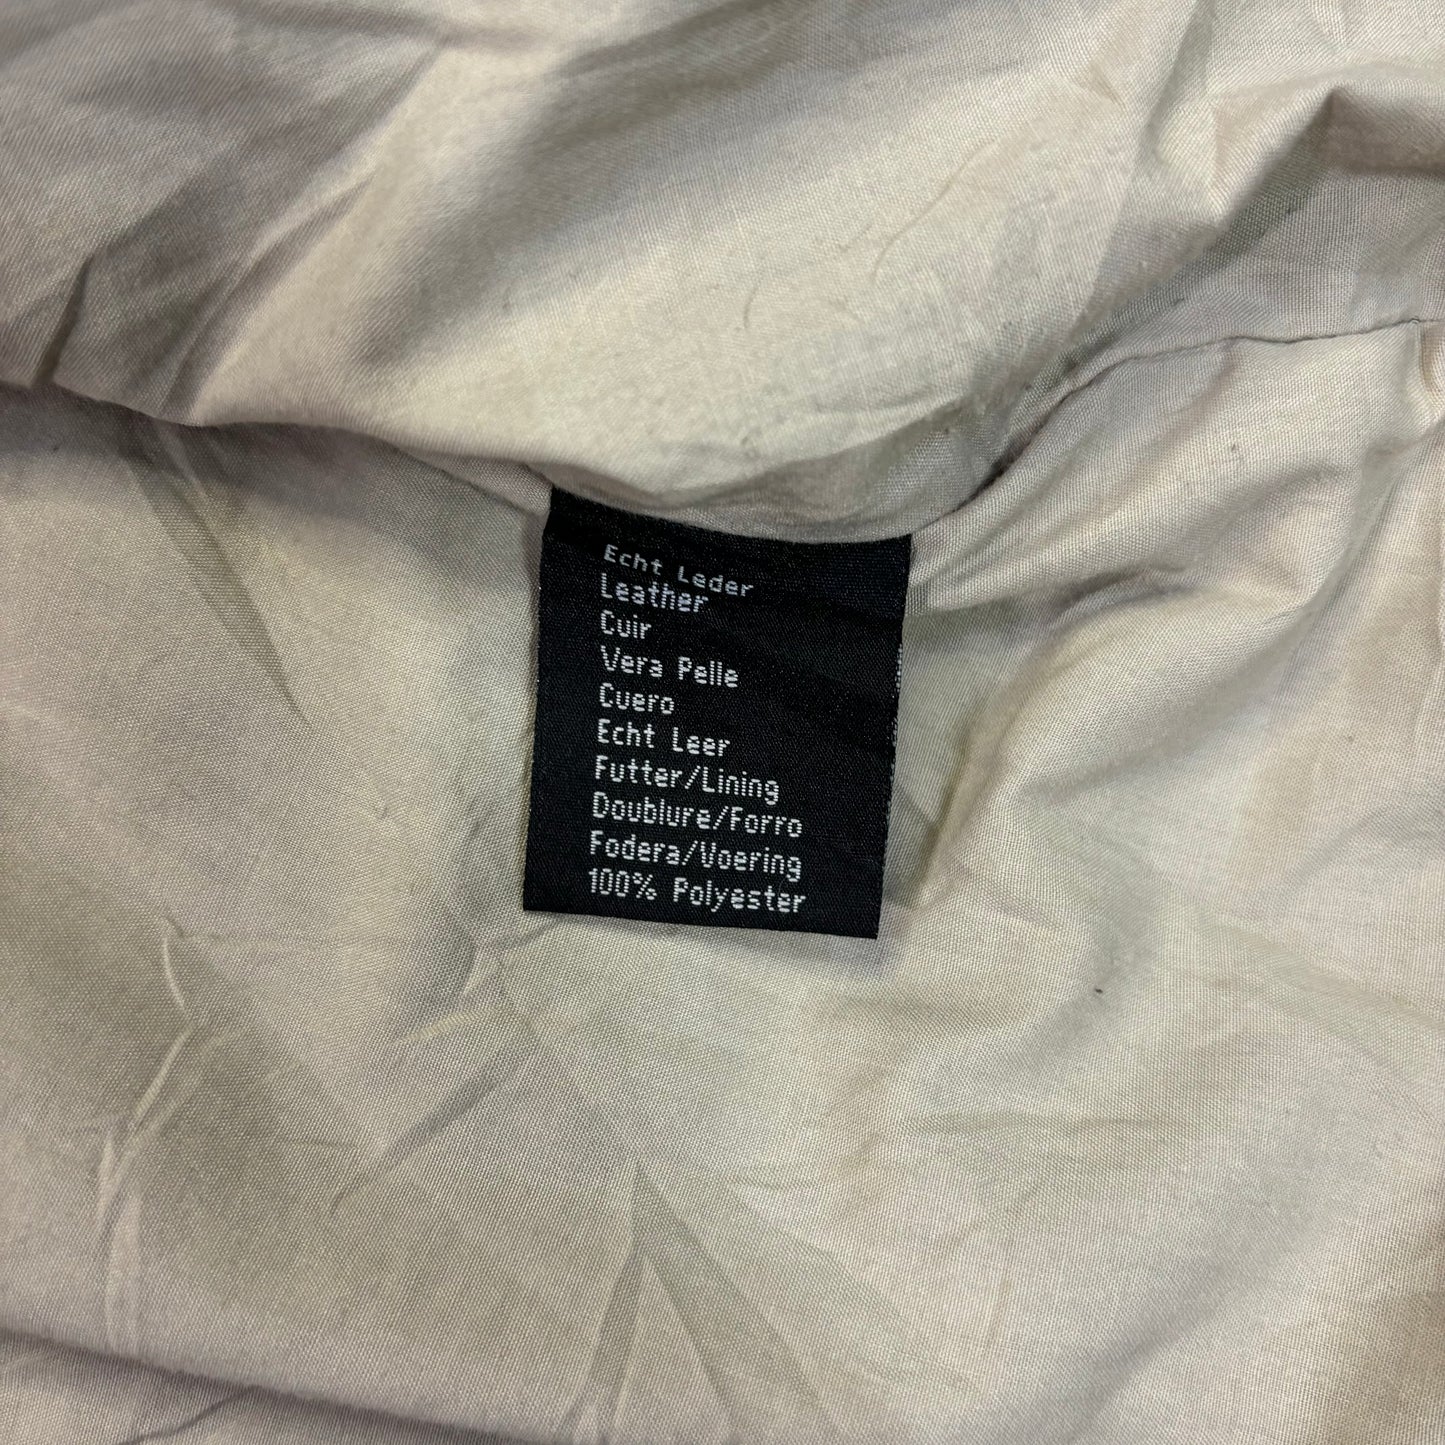 Echt Leder
Leather
Cuir
Vera Pelle
Cuero
Echt Leer
Futter/Lining
Doublure/Forro
Fodera/Voering
100% Polyester